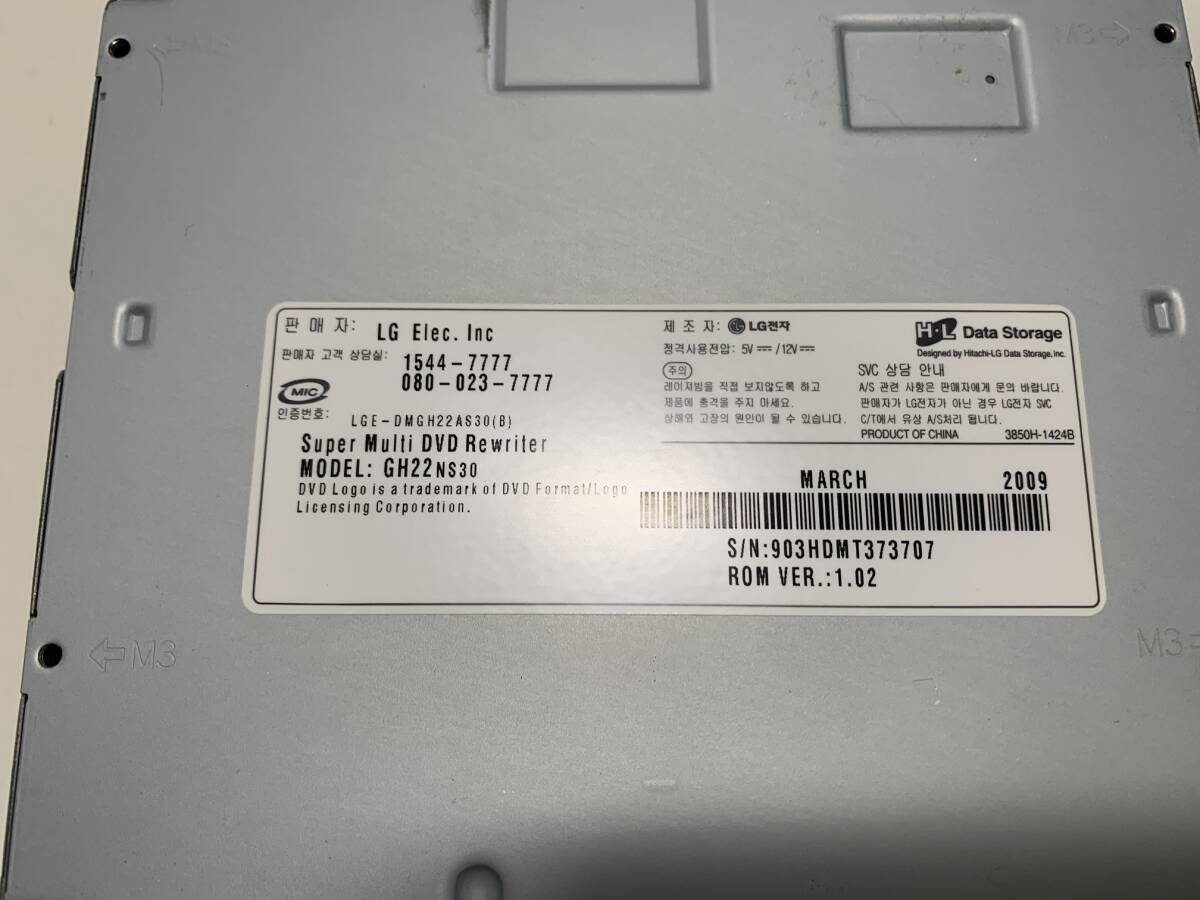 M3
M3
판 매 자: LG Elec. Inc
판매자 고객 상담실: 1544-7777
080-023-7777
MIC
인증번호: LGE-DMGH22AS30(B)
Super Multi DVD Rewriter
MODEL: GH22NS30
DVD Logo is a trademark of DVD Format/Logo
Licensing Corporation.
제 조 자: LG LG전자
정격사용전압: 5V /12V
주의
레이져빔을 직접 보지않도록 하고
제품에 충격을 주지 마세요.
상해와 고장의 원인이 될 수 있습니다.
H·L Data Storage
Designed by Hitachi-LG Data Storage, Inc.
SVC 상담 안내
A/S 관련 사항은 판매자에게 문의 바랍니다.
판매자가 LG전자가 아닌 경우 LG전자 SVC
C/T에서 유상 A/S처리 됩니다.
PRODUCT OF CHINA 3850H-1424B
MARCH 2009
S/N:903HDMT373707
ROM VER.:1.02
M3
M3